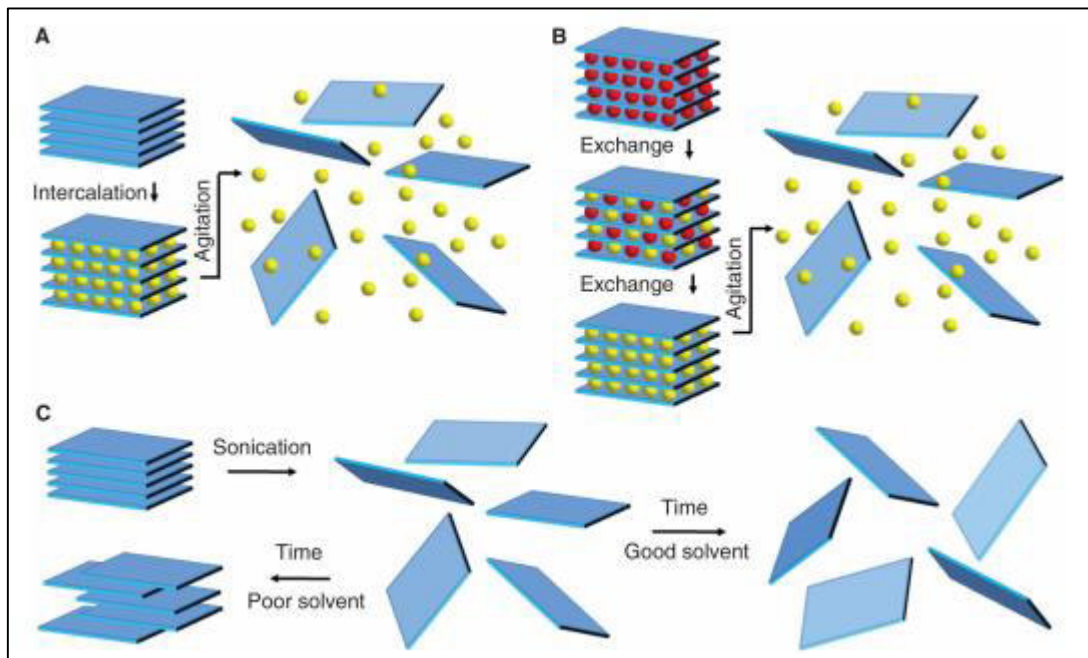 A
Intercalation
Agitation
B
Exchange
Exchange
Agitation
C
Sonication
Time
Poor solvent
Time
Good solvent